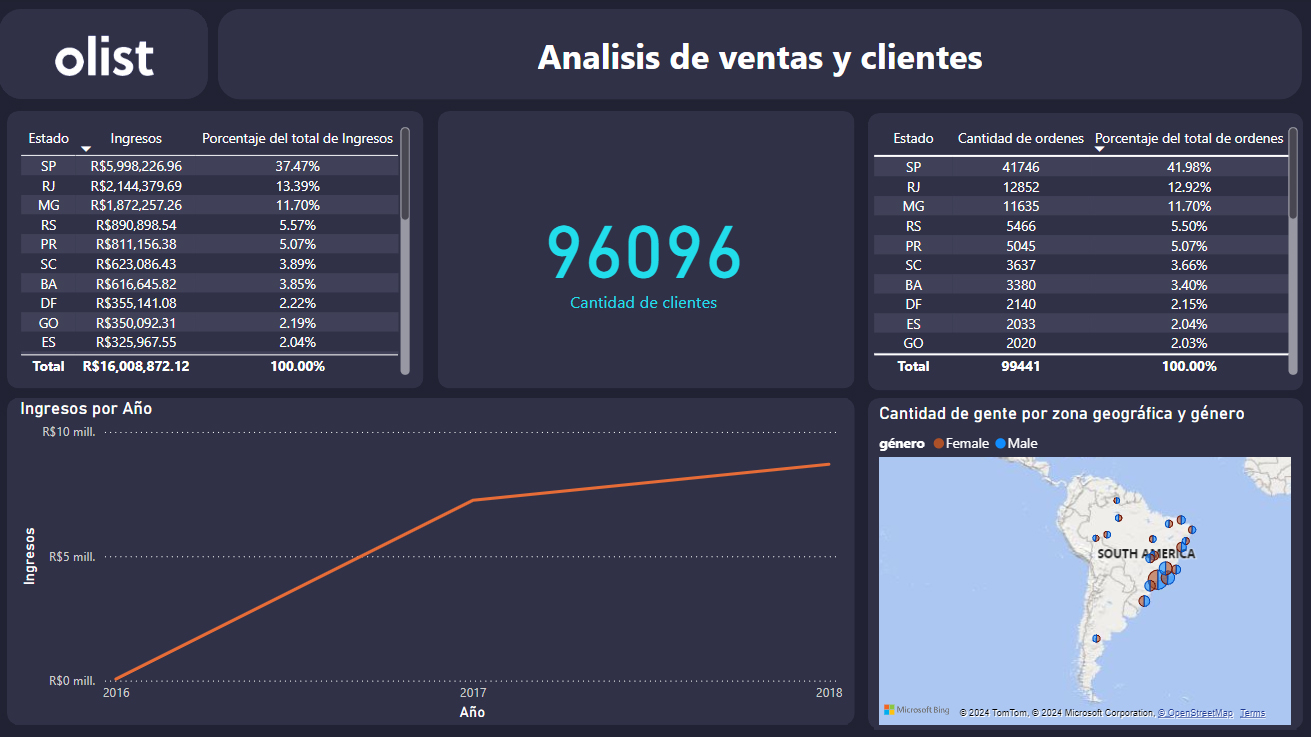 olist
Analisis de ventas y clientes
Estado Ingresos Porcentaje del total de Ingresos
SP R$5,998,226.96 37.47%
RJ R$2,144,379.69 13.39%
MG R$1,872,257.26 11.70%
RS R$890,898.54 5.57%
PR R$811,156.38 5.07%
SC R$623,086.43 3.89%
BA R$616,645.82 3.85%
DF R$355,141.08 2.22%
GO R$350,092.31 2.19%
ES R$325,967.55 2.04%
Total R$16,008,872.12 100.00%
96096
Cantidad de clientes
Estado Cantidad de ordenes Porcentaje del total de ordenes
SP 41746 41.98%
RJ 12852 12.92%
MG 11635 11.70%
RS 5466 5.50%
PR 5045 5.07%
SC 3637 3.66%
BA 3380 3.40%
DF 2140 2.15%
ES 2033 2.04%
GO 2020 2.03%
Total 99441 100.00%
Ingresos por Año
R$10 mill.
R$5 mill.
R$0 mill.
Ingresos
2016 2017 2018
Año
Cantidad de gente por zona geográfica y género
género Female Male
SOUTH AMERICA
Microsoft Bing
© 2024 TomTom, © 2024 Microsoft Corporation, © OpenStreetMap Terms